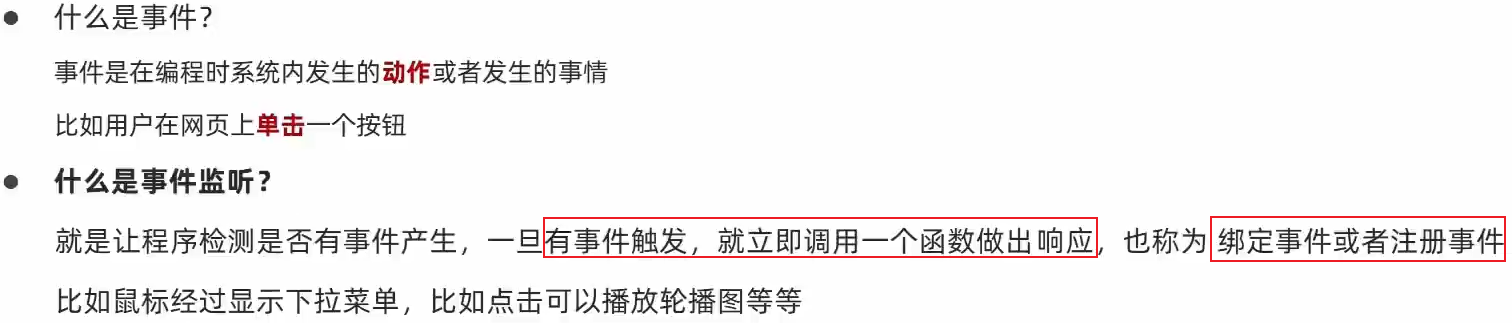 ● 什么是事件？
事件是在编程时系统内发生的动作或者发生的事情
比如用户在网页上单击一个按钮
● 什么是事件监听？
就是让程序检测是否有事件产生，一旦有事件触发，就立即调用一个函数做出响应，也称为 绑定事件或者注册事件
比如鼠标经过显示下拉菜单，比如点击可以播放轮播图等等